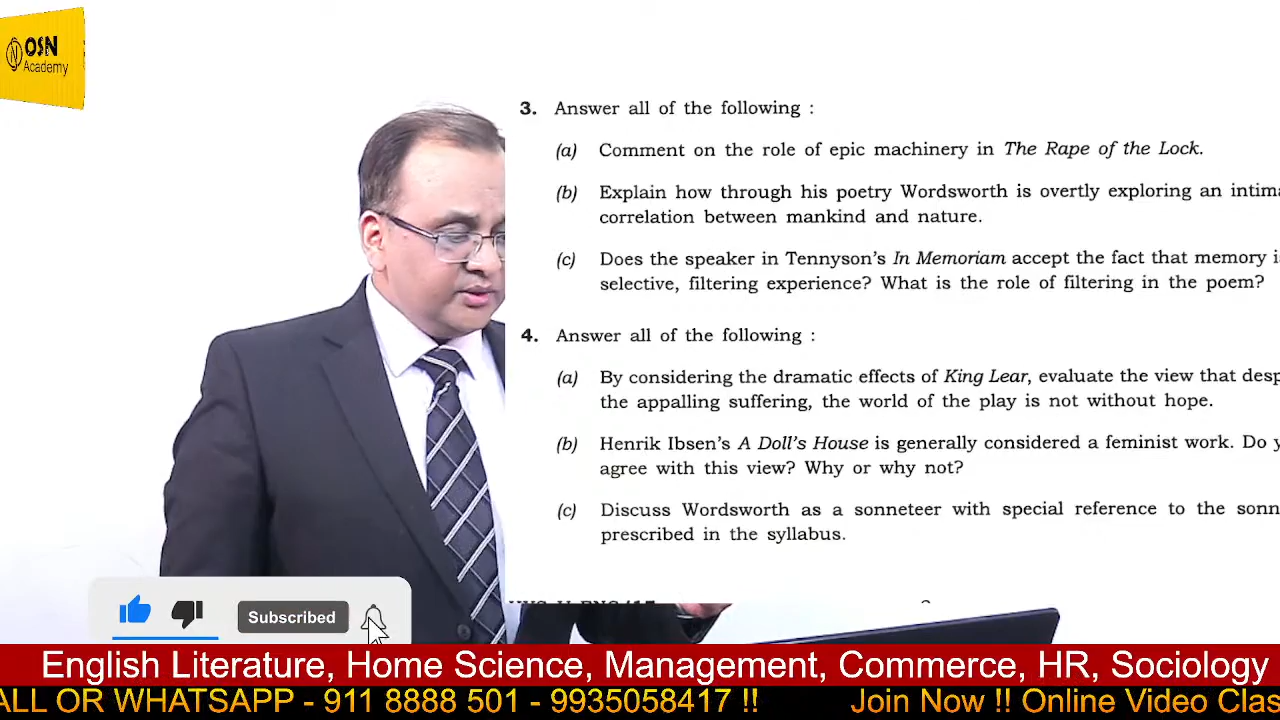 OSN
Academy
3. Answer all of the following :
(a) Comment on the role of epic machinery in The Rape of the Lock.
(b) Explain how through his poetry Wordsworth is overtly exploring an intima
correlation between mankind and nature.
(c) Does the speaker in Tennyson's In Memoriam accept the fact that memory is
selective, filtering experience? What is the role of filtering in the poem?
4. Answer all of the following :
(a) By considering the dramatic effects of King Lear, evaluate the view that desp
the appalling suffering, the world of the play is not without hope.
(b) Henrik Ibsen's A Doll's House is generally considered a feminist work. Do y
agree with this view? Why or why not?
(c) Discuss Wordsworth as a sonneteer with special reference to the sonn
prescribed in the syllabus.
Subscribed
English Literature, Home Science, Management, Commerce, HR, Sociology
ALL OR WHATSAPP - 911 8888 501 - 9935058417 !! Join Now !! Online Video Clas